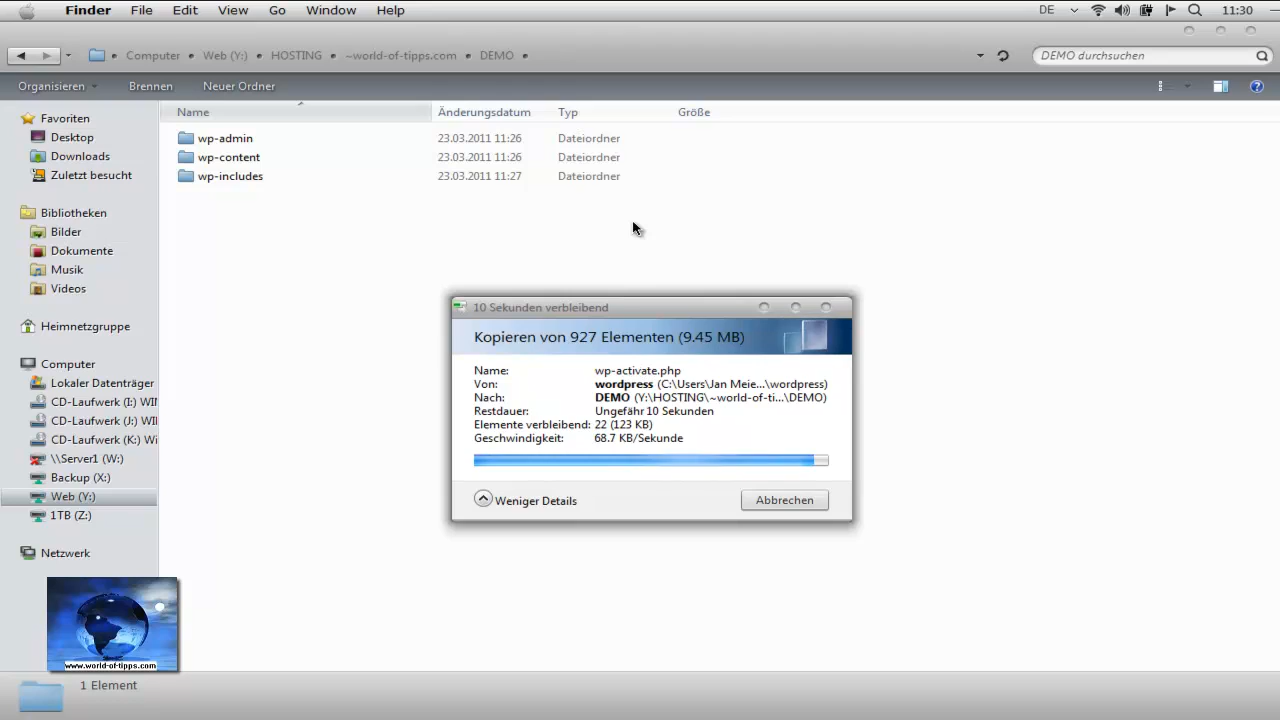 Finder File Edit View Go Window Help DE 11:30
Computer Web (Y:) HOSTING ~world-of-tipps.com DEMO DEMO durchsuchen
Organisieren Brennen Neuer Ordner
Name Änderungsdatum Typ Größe
Favoriten
Desktop
Downloads
Zuletzt besucht
Bibliotheken
Bilder
Dokumente
Musik
Videos
Heimnetzgruppe
Computer
Lokaler Datenträger
CD-Laufwerk (I:) WIN
CD-Laufwerk (J:) WII
CD-Laufwerk (K:) Wi
\\Server1 (W:)
Backup (X:)
Web (Y:)
1TB (Z:)
Netzwerk
wp-admin 23.03.2011 11:26 Dateiordner
wp-content 23.03.2011 11:26 Dateiordner
wp-includes 23.03.2011 11:27 Dateiordner
10 Sekunden verbleibend
Kopieren von 927 Elementen (9.45 MB)
Name: wp-activate.php
Von: wordpress (C:\Users\Jan Meie...\wordpress)
Nach: DEMO (Y:\HOSTING\~world-of-ti...\DEMO)
Restdauer: Ungefähr 10 Sekunden
Elemente verbleibend: 22 (123 KB)
Geschwindigkeit: 68.7 KB/Sekunde
Weniger Details Abbrechen
www.world-of-tipps.com
1 Element